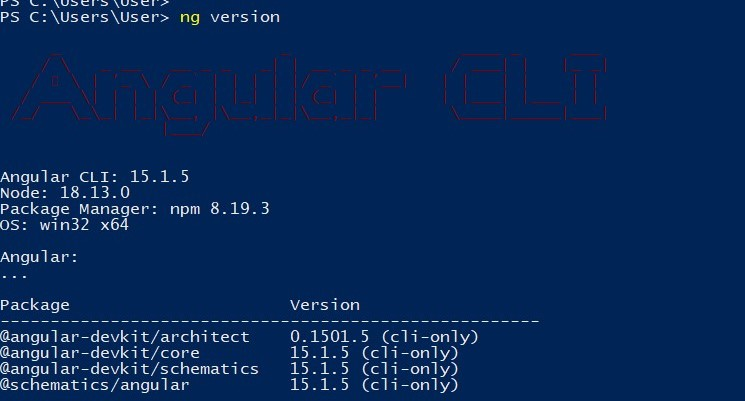 PS C:\Users\User>
PS C:\Users\User> ng version
Angular CLI
Angular CLI: 15.1.5
Node: 18.13.0
Package Manager: npm 8.19.3
OS: win32 x64
Angular:
...
Package Version
------------------------------------------------------
@angular-devkit/architect 0.1501.5 (cli-only)
@angular-devkit/core 15.1.5 (cli-only)
@angular-devkit/schematics 15.1.5 (cli-only)
@schematics/angular 15.1.5 (cli-only)